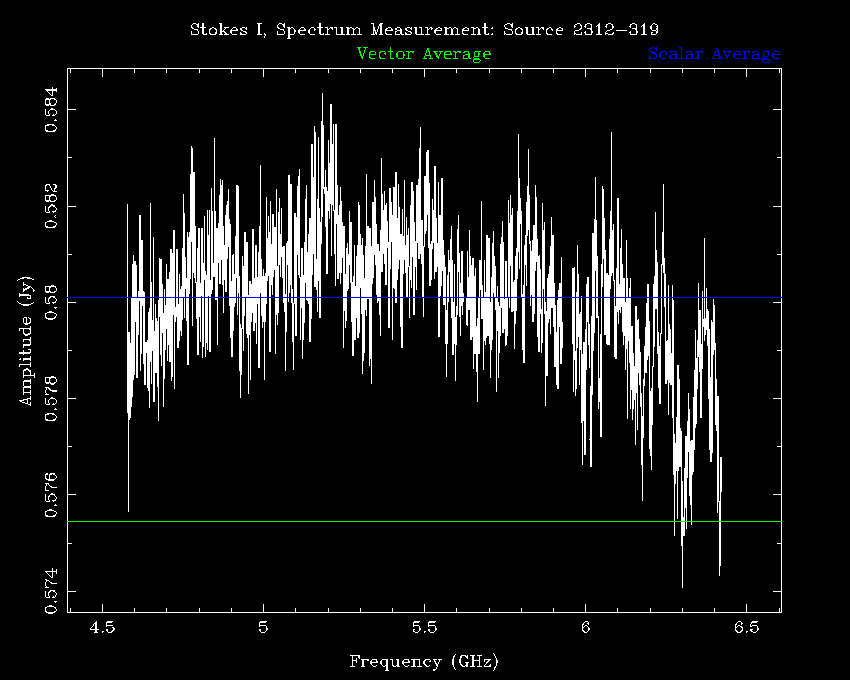 Stokes I, Spectrum Measurement: Source 2312−319
Vector Average
Scalar Average
0.584
0.582
0.58
0.578
0.576
0.574
Amplitude (Jy)
4.5
5
5.5
6
6.5
Frequency (GHz)